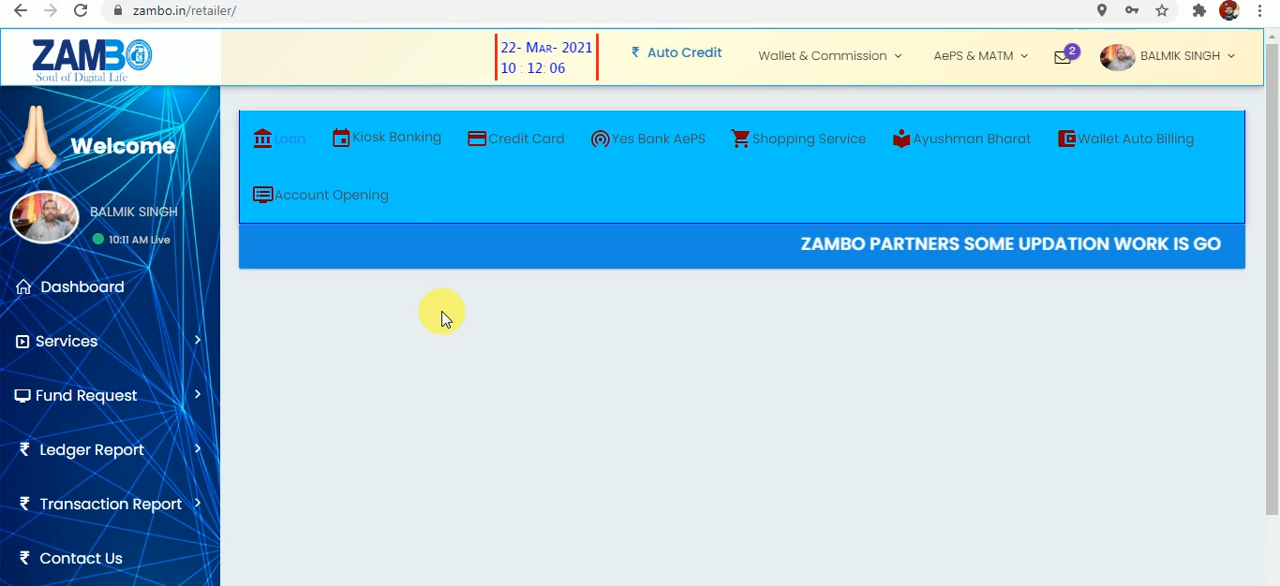 zambo.in/retailer/
ZAMBO
Soul of Digital Life
22- Mar- 2021
10 : 12: 06
₹ Auto Credit
Wallet & Commission
AePS & MATM
2
BALMIK SINGH
Welcome
BALMIK SINGH
10:11 AM Live
Loan
Kiosk Banking
Credit Card
Yes Bank AePS
Shopping Service
Ayushman Bharat
Wallet Auto Billing
Account Opening
ZAMBO PARTNERS SOME UPDATION WORK IS GO
Dashboard
Services
Fund Request
₹ Ledger Report
₹ Transaction Report
₹ Contact Us